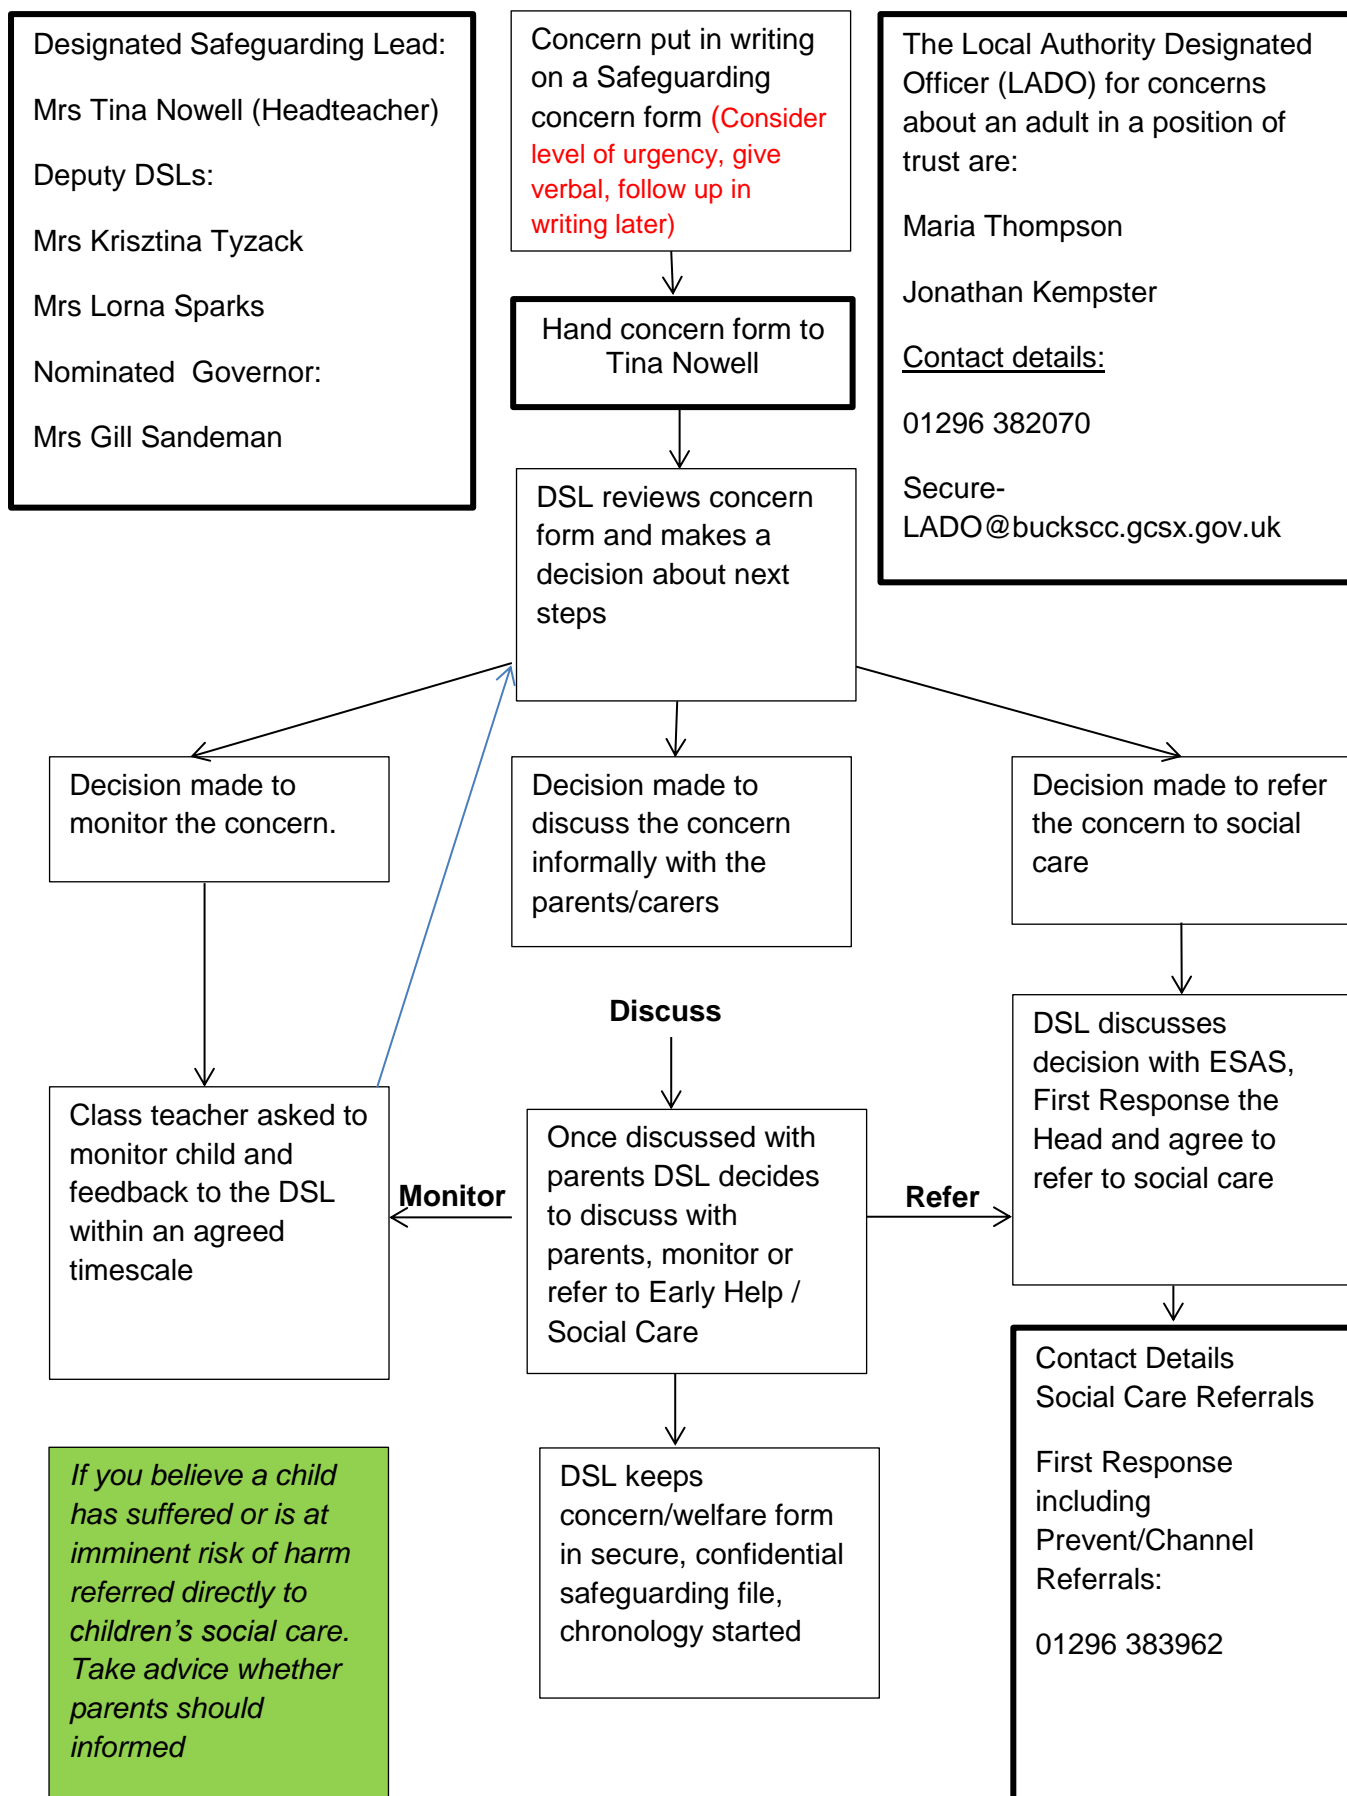 Designated Safeguarding Lead:
Mrs Tina Nowell (Headteacher)
Deputy DSLs:
Mrs Krisztina Tyzack
Mrs Lorna Sparks
Nominated  Governor:
Mrs Gill Sandeman
Concern put in writing
on a Safeguarding
concern form (Consider
level of urgency, give
verbal, follow up in
writing later)
The Local Authority Designated
Officer (LADO) for concerns
about an adult in a position of
trust are:
Maria Thompson
Jonathan Kempster
Contact details:
01296 382070
Secure-
LADO@buckscc.gcsx.gov.uk
Hand concern form to
Tina Nowell
DSL reviews concern
form and makes a
decision about next
steps
Decision made to
monitor the concern.
Decision made to
discuss the concern
informally with the
parents/carers
Decision made to refer
the concern to social
care
Discuss
Class teacher asked to
monitor child and
feedback to the DSL
within an agreed
timescale
Monitor
Once discussed with
parents DSL decides
to discuss with
parents, monitor or
refer to Early Help /
Social Care
Refer
DSL discusses
decision with ESAS,
First Response the
Head and agree to
refer to social care
If you believe a child
has suffered or is at
imminent risk of harm
referred directly to
children’s social care.
Take advice whether
parents should
informed
DSL keeps
concern/welfare form
in secure, confidential
safeguarding file,
chronology started
Contact Details
Social Care Referrals
First Response
including
Prevent/Channel
Referrals:
01296 383962